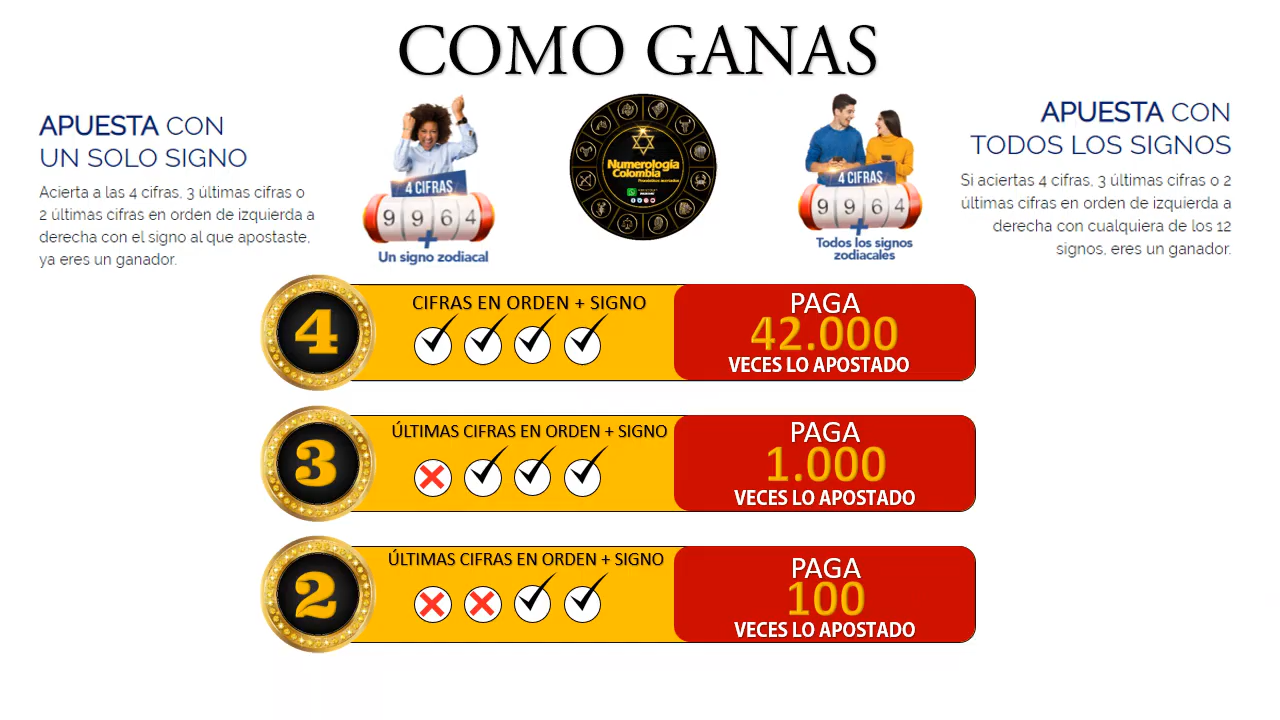 COMO GANAS
APUESTA CON
UN SOLO SIGNO
Acierta a las 4 cifras, 3 últimas cifras o
2 últimas cifras en orden de izquierda a
derecha con el signo al que apostaste,
ya eres un ganador.
4 CIFRAS
9 9 6 4
+
Un signo zodiacal
Numerología
Colombia
4 CIFRAS
9 9 6 4
+
Todos los signos
zodiacales
APUESTA CON
TODOS LOS SIGNOS
Si aciertas 4 cifras, 3 últimas cifras o 2
últimas cifras en orden de izquierda a
derecha con cualquiera de los 12
signos, eres un ganador.
4
CIFRAS EN ORDEN + SIGNO
PAGA
42.000
VECES LO APOSTADO
3
ÚLTIMAS CIFRAS EN ORDEN + SIGNO
PAGA
1.000
VECES LO APOSTADO
2
ÚLTIMAS CIFRAS EN ORDEN + SIGNO
PAGA
100
VECES LO APOSTADO